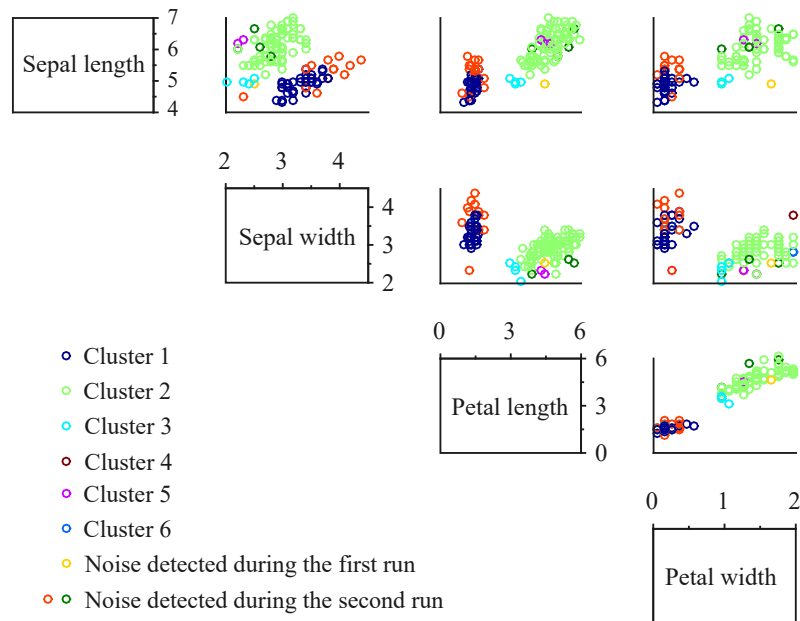 7
6
Sepal length
5
4
2 3.0 4
4
Sepal width
3
2
0 3 6
Cluster 1
6
Cluster 2
Petal length
Cluster 3
3
Cluster 4
0
Cluster 5
0 1 2
Cluster 6
Noise detected during the first run
Petal width
Noise detected during the second run